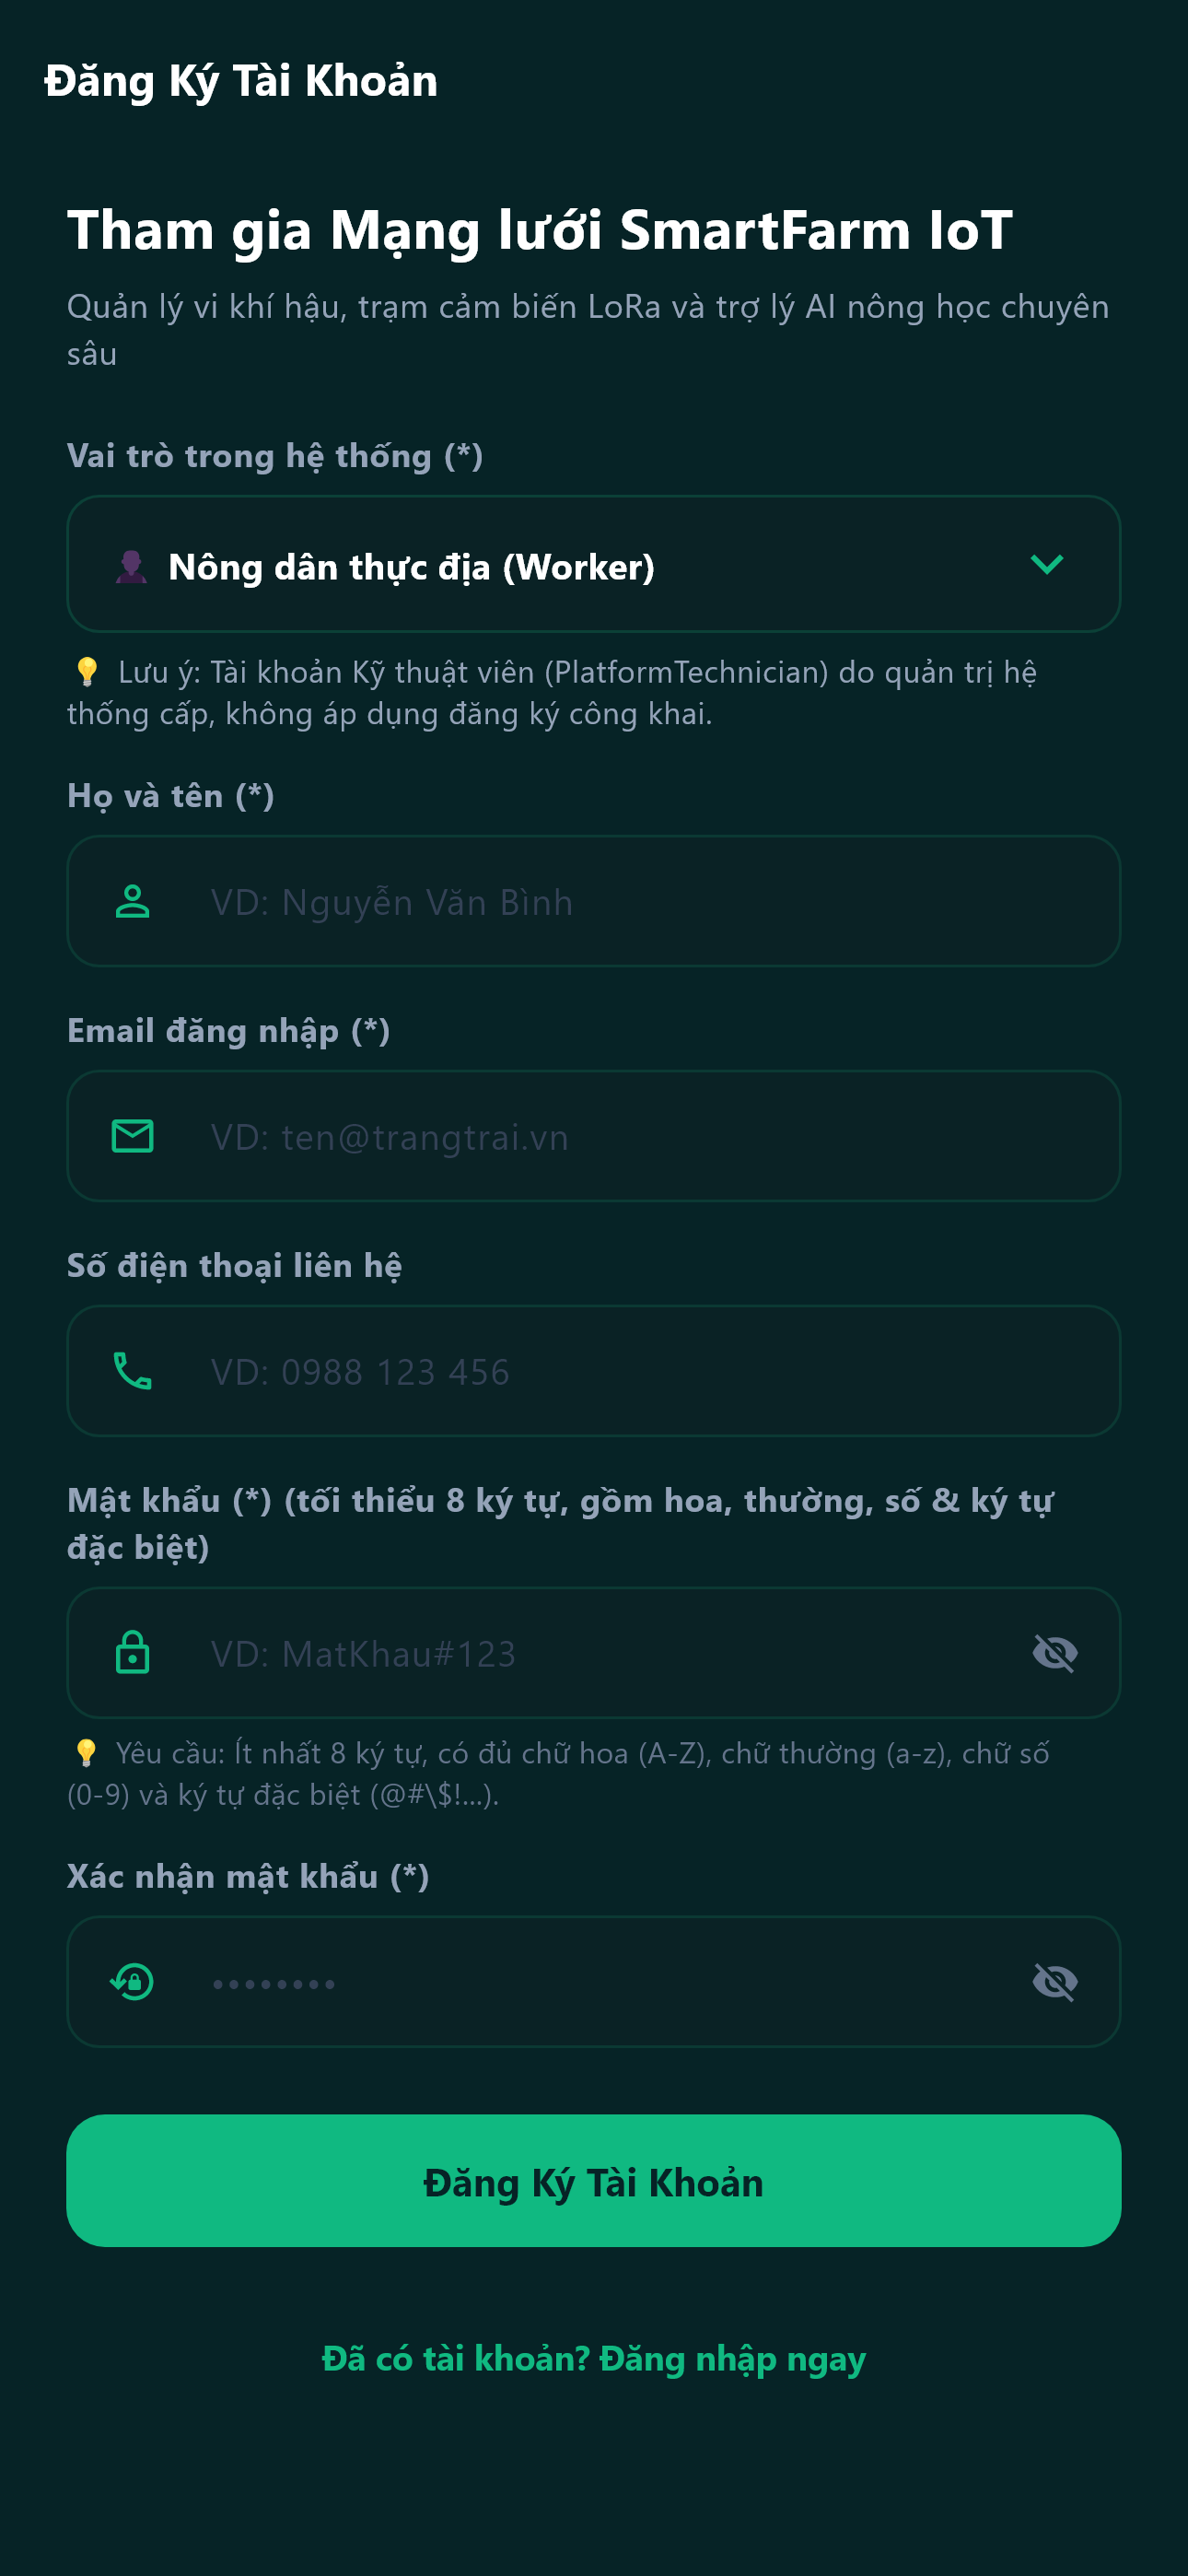 Đăng Ký Tài Khoản
Tham gia Mạng lưới SmartFarm IoT
Quản lý vi khí hậu, trạm cảm biến LoRa và trợ lý AI nông học chuyên
sâu
Vai trò trong hệ thống (*)
Nông dân thực địa (Worker)
💡 Lưu ý: Tài khoản Kỹ thuật viên (PlatformTechnician) do quản trị hệ
thống cấp, không áp dụng đăng ký công khai.
Họ và tên (*)
VD: Nguyễn Văn Bình
Email đăng nhập (*)
VD: ten@trangtrai.vn
Số điện thoại liên hệ
VD: 0988 123 456
Mật khẩu (*) (tối thiểu 8 ký tự, gồm hoa, thường, số & ký tự
đặc biệt)
VD: MatKhau#123
💡 Yêu cầu: Ít nhất 8 ký tự, có đủ chữ hoa (A-Z), chữ thường (a-z), chữ số
(0-9) và ký tự đặc biệt (@#\$!...).
Xác nhận mật khẩu (*)
••••••••
Đăng Ký Tài Khoản
Đã có tài khoản? Đăng nhập ngay